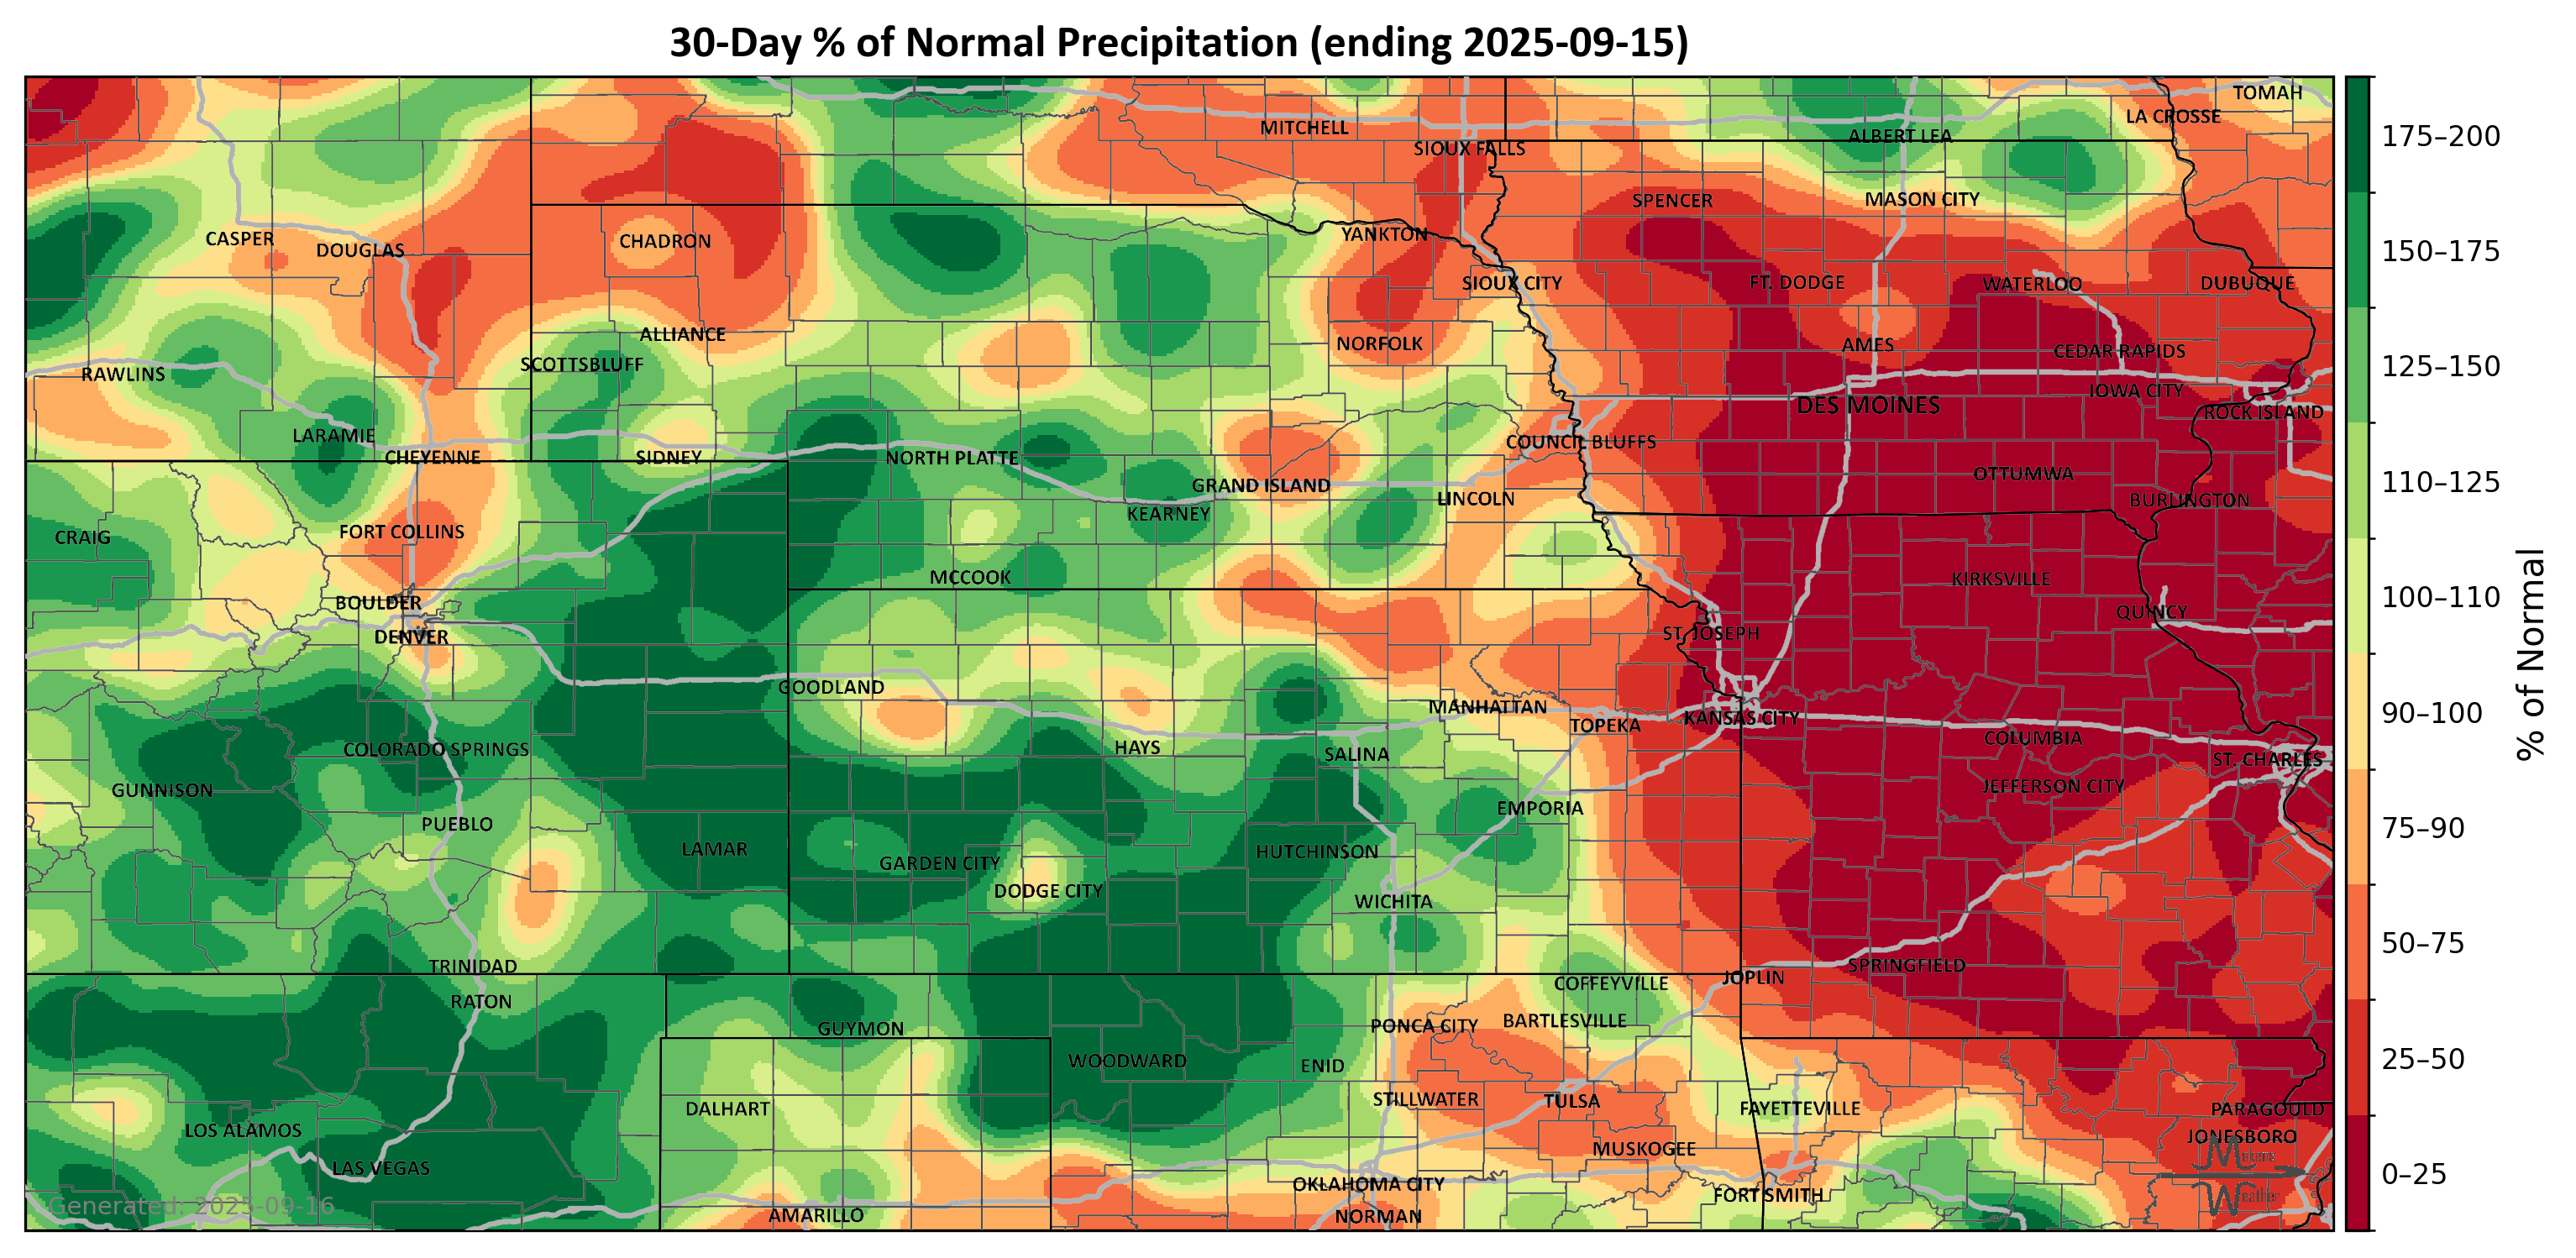 30-Day % of Normal Precipitation (ending 2025-09-15)
TOMAH
LA CROSSE
MITCHELL
ALBERT LEA
SIOUX FALLS
SPENCER
MASON CITY
CASPER
DOUGLAS
CHADRON
YANKTON
SIOUX CITY
FT. DODGE
WATERLOO
DUBUQUE
ALLIANCE
NORFOLK
AMES
CEDAR RAPIDS
SCOTTSBLUFF
RAWLINS
IOWA CITY
DES MOINES
ROCK ISLAND
LARAMIE
COUNCIL BLUFFS
CHEYENNE
SIDNEY
NORTH PLATTE
OTTUMWA
GRAND ISLAND
LINCOLN
BURLINGTON
KEARNEY
FORT COLLINS
CRAIG
MCCOOK
KIRKSVILLE
BOULDER
QUINCY
DENVER
ST. JOSEPH
GOODLAND
MANHATTAN
TOPEKA
KANSAS CITY
COLORADO SPRINGS
HAYS
SALINA
COLUMBIA
ST. CHARLES
GUNNISON
JEFFERSON CITY
EMPORIA
PUEBLO
LAMAR
GARDEN CITY
HUTCHINSON
DODGE CITY
WICHITA
TRINIDAD
SPRINGFIELD
RATON
COFFEYVILLE
JOPLIN
GUYMON
PONCA CITY
BARTLESVILLE
WOODWARD
ENID
DALHART
STILLWATER
TULSA
FAYETTEVILLE
PARAGOULD
LOS ALAMOS
MUSKOGEE
JONESBORO
LAS VEGAS
OKLAHOMA CITY
FORT SMITH
AMARILLO
NORMAN
Generated: 2025-09-16
Makens
Weather
175–200
150–175
125–150
110–125
100–110
90–100
75–90
50–75
25–50
0–25
% of Normal